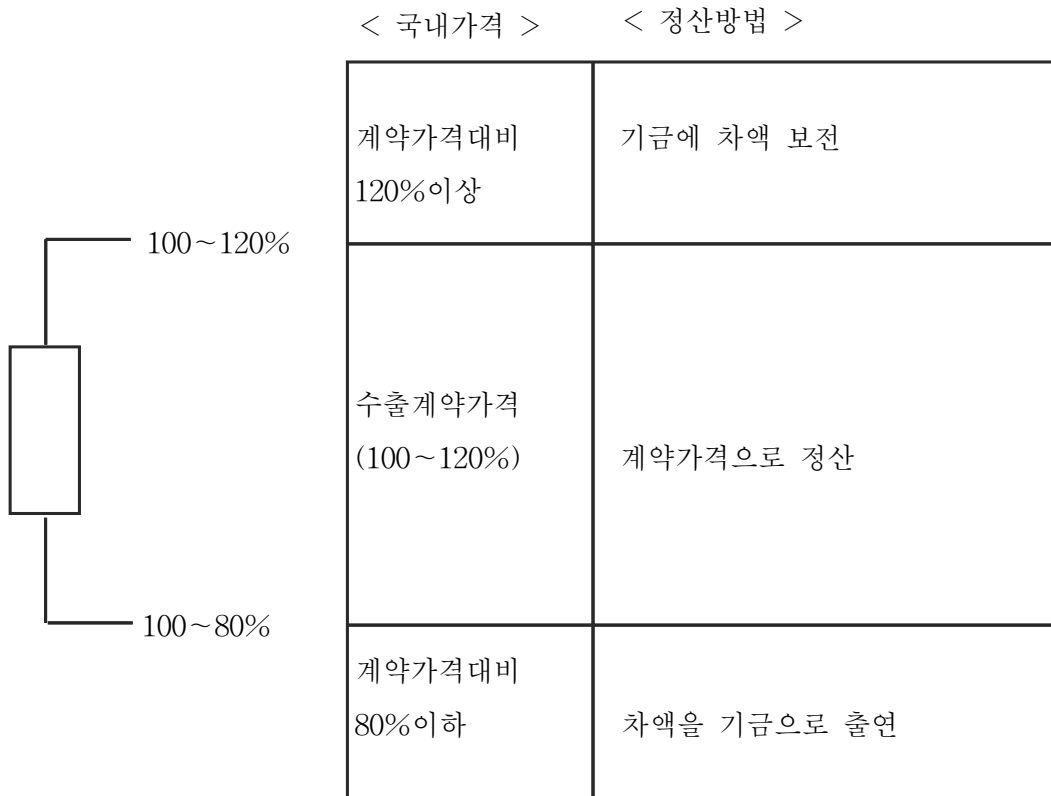 < 국내가격 > < 정산방법 >
계약가격대비 기금에 차액 보전
120%이상
100~120%
수출계약가격
(100~120%) 계약가격으로 정산
100~80%
계약가격대비
80%이하 차액을 기금으로 출연